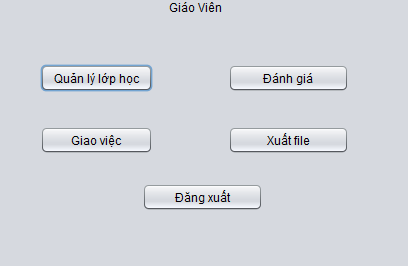 Giáo Viên
Quản lý lớp học
Đánh giá
Giao việc
Xuất file
Đăng xuất